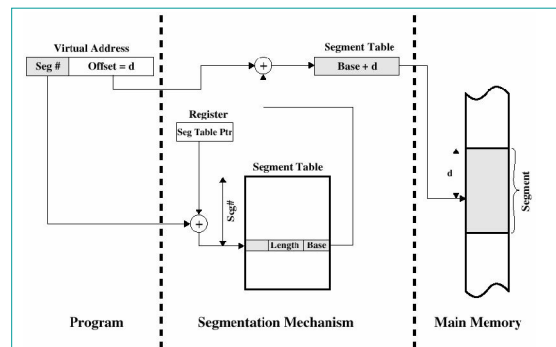 Virtual Address
Seg #
Offset = d
Segment Table
Base + d
Register
Seg Table Ptr
Segment Table
Seg#
Length
Base
d
Segment
Program
Segmentation Mechanism
Main Memory